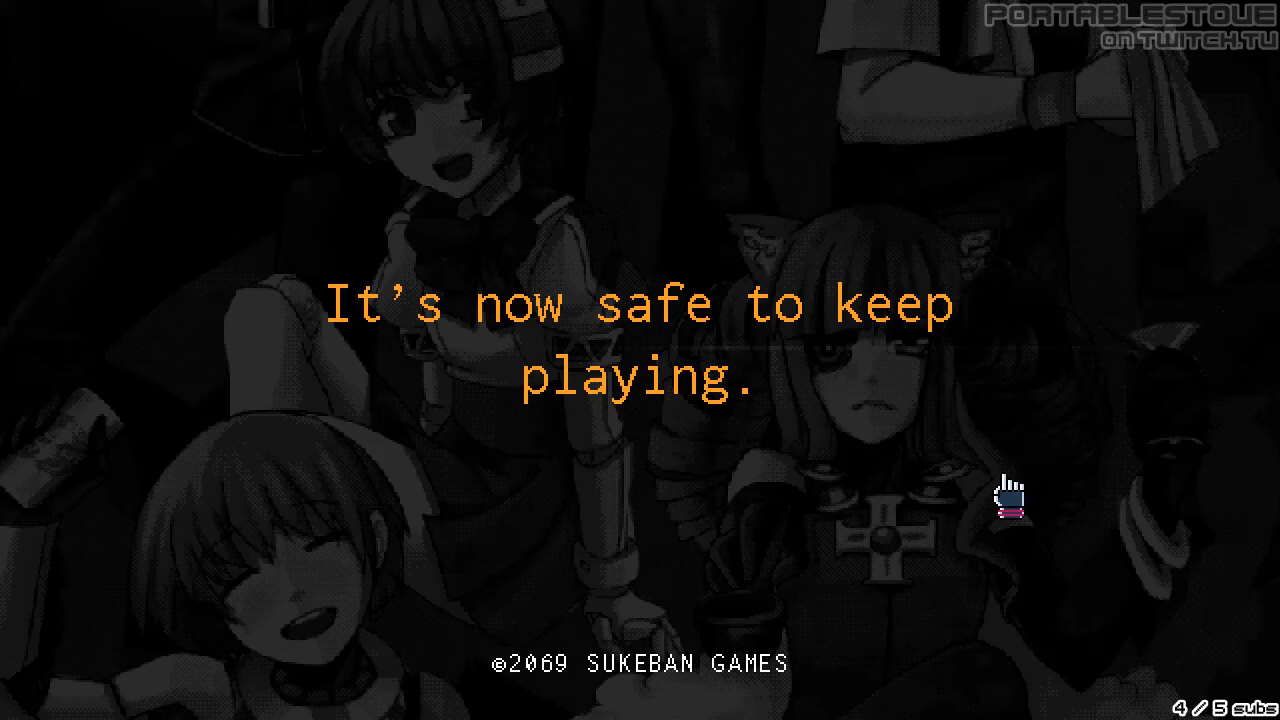 PORTABLESTOVE
ON TWITCH.TV
It's now safe to keep
playing.
©2069 SUKEBAN GAMES
4 / 5 subs